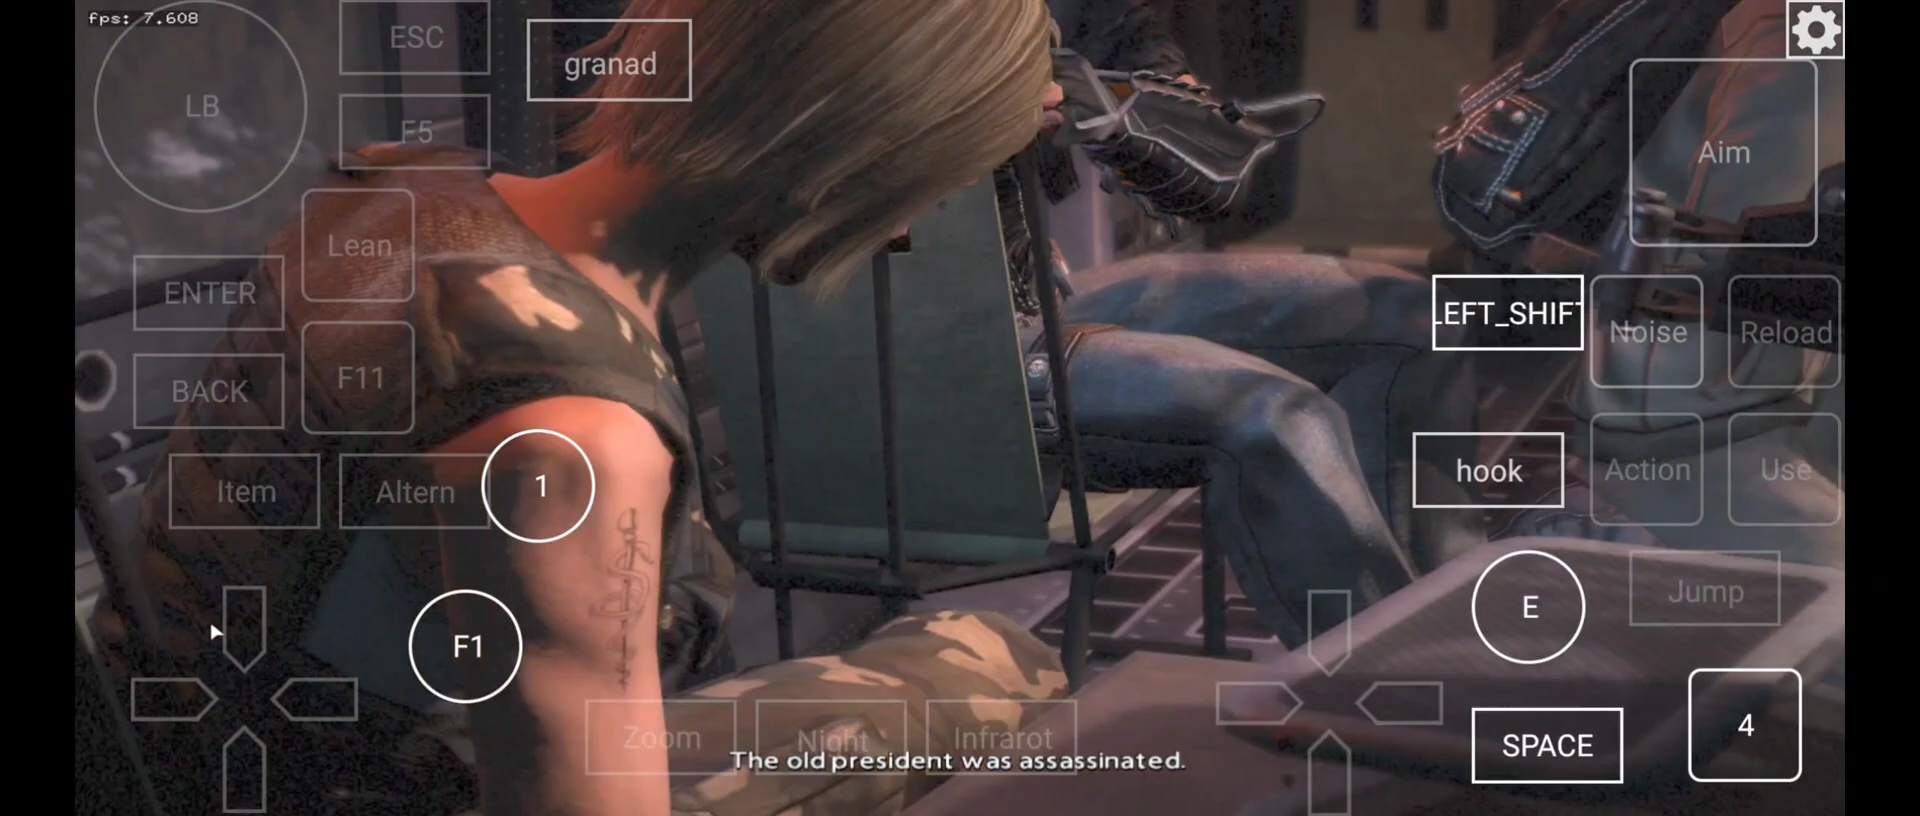 fps: 7.608
ESC
granad
LB
F5
Aim
Lean
ENTER
LEFT_SHIFT
Noise
Reload
F11
BACK
hook
Action
Use
Item
Altern
1
E
Jump
F1
Zoom
Night
Infrarot
SPACE
4
The old president was assassinated.